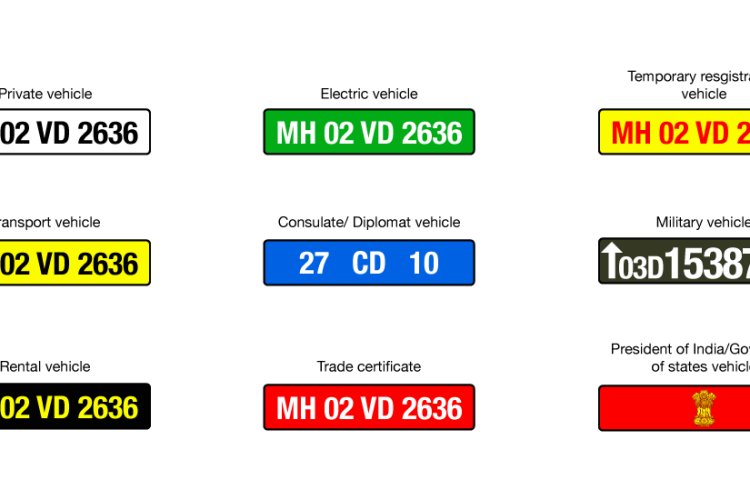 Temporary resgistra
Private vehicle Electric vehicle vehicle
02 VD 2636 MH 02 VD 2636 MH 02 VD 2
ransport vehicle Consulate/ Diplomat vehicle Military vehicle
02 VD 2636 27 CD 10 03D15387
President of India/Gov
Rental vehicle Trade certificate of states vehicle
02 VD 2636 MH 02 VD 2636